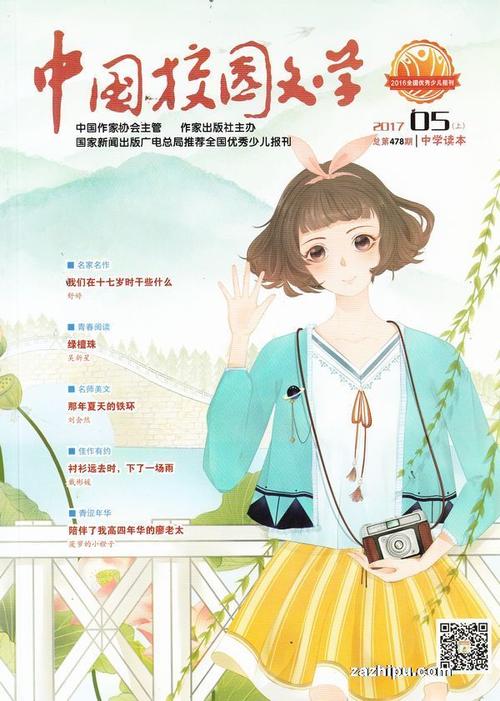 中国校园文学
2016全国优秀少儿报刊
中国作家协会主管 作家出版社主办
国家新闻出版广电总局推荐全国优秀少儿报刊
2017 05(上)
总第478期 中学读本
名家名作
我们在十七岁时干些什么
舒婷
青春阅读
绿檀珠
吴新星
名师美文
那年夏天的铁环
刘会然
佳作有约
衬衫远去时，下了一场雨
戴彬媛
青涩年华
陪伴了我高四年华的廖老太
菠萝的小橙子
zazhipu.com